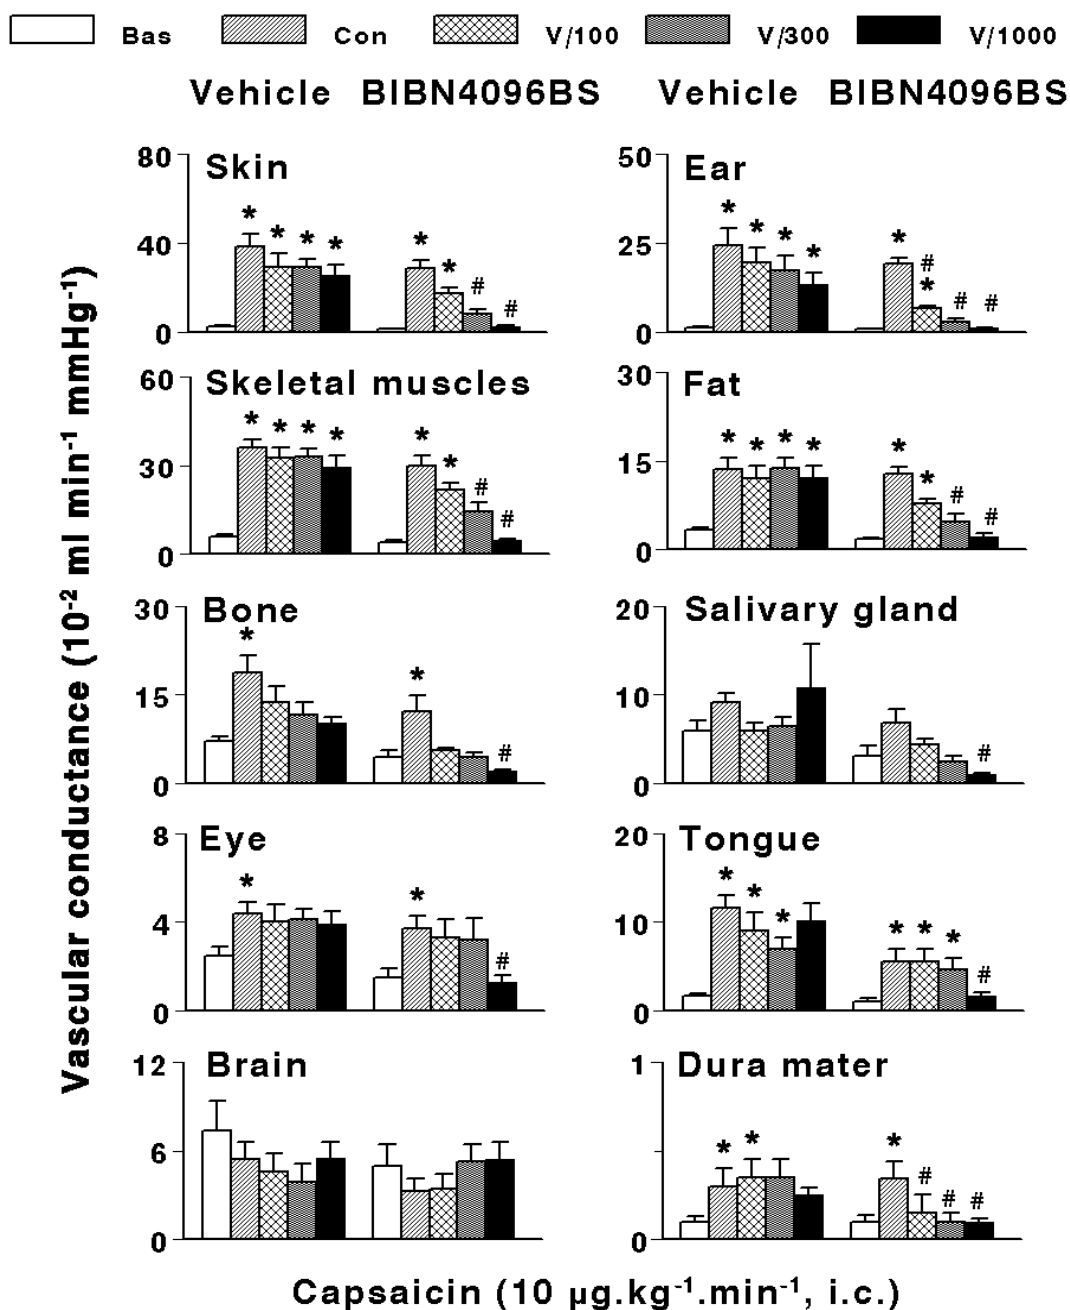 Bas Con V/100 V/300 V/1000
Vehicle BIBN4096BS Vehicle BIBN4096BS
Vascular conductance (10⁻² ml min⁻¹ mmHg⁻¹)
Skin
80
40
0
* * * * * * # #
Ear
50
25
0
* * * * * # * # #
Skeletal muscles
60
30
0
* * * * * * # #
Fat
30
15
0
* * * * * * # #
Bone
30
15
0
* * #
Salivary gland
20
10
0
#
Eye
8
4
0
* * #
Tongue
20
10
0
* * * * * * #
Brain
12
6
0
Dura mater
1
0
* * * # # #
Capsaicin (10 µg.kg⁻¹.min⁻¹, i.c.)